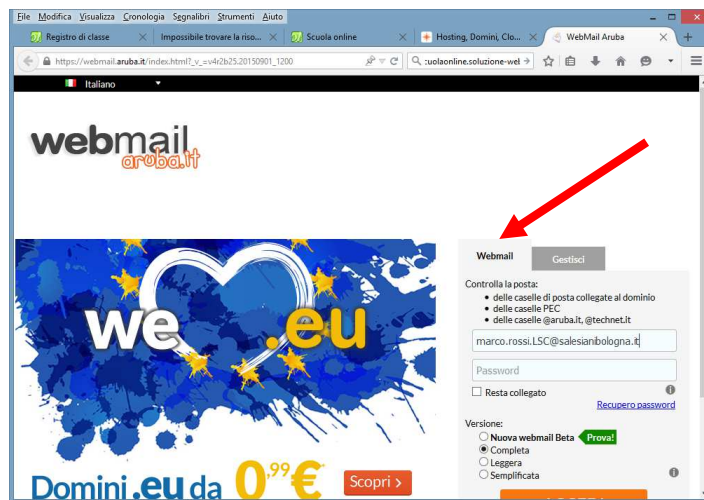 File Modifica Visualizza Cronologia Segnalibri Strumenti Aiuto
Registro di classe
Impossibile trovare la riso...
Scuola online
Hosting, Domini, Clo...
WebMail Aruba
https://webmail.aruba.it/index.html?_v_=v4r2b25.20150901_1200
:uolaonline.soluzione-wel
Italiano
webmail
aruba.it
we .eu
Domini .eu da 0,99€*
Scopri >
Webmail
Gestisci
Controlla la posta:
• delle caselle di posta collegate al dominio
• delle caselle PEC
• delle caselle @aruba.it, @technet.it
marco.rossi.LSC@salesianibologna.it
Password
Resta collegato
Recupero password
Versione:
Nuova webmail Beta Prova!
Completa
Leggera
Semplificata